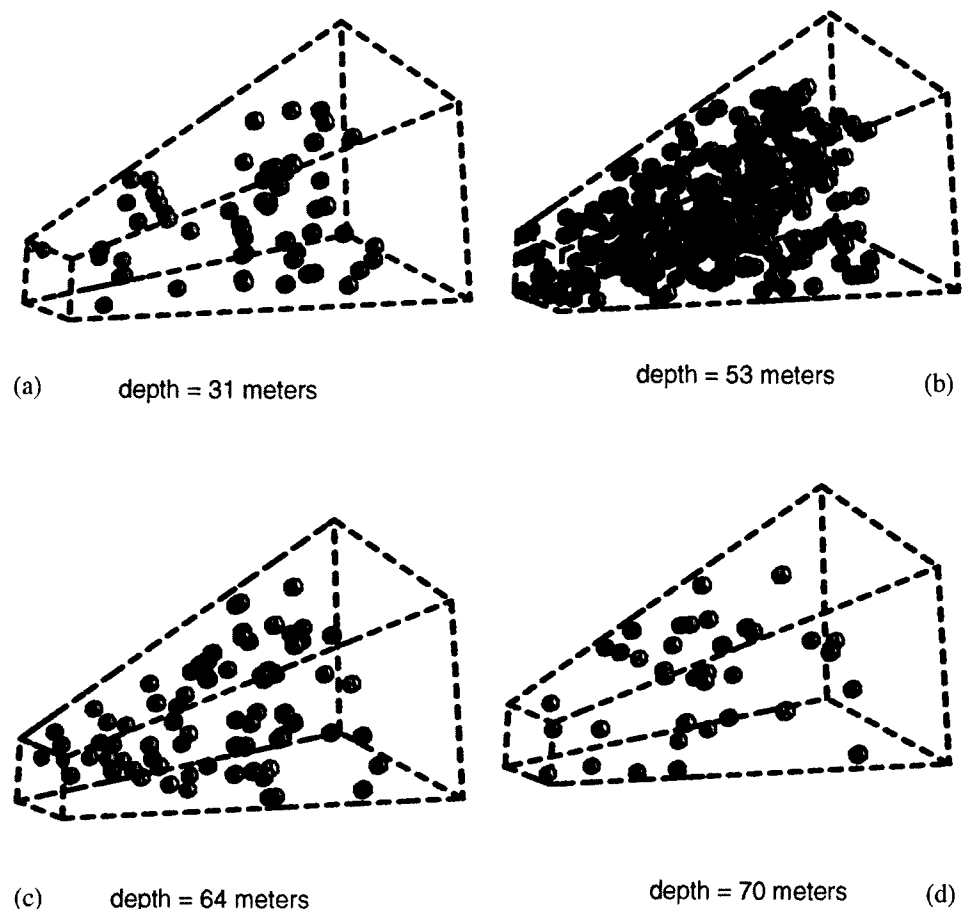 (a) depth = 31 meters
depth = 53 meters (b)
(c) depth = 64 meters
depth = 70 meters (d)